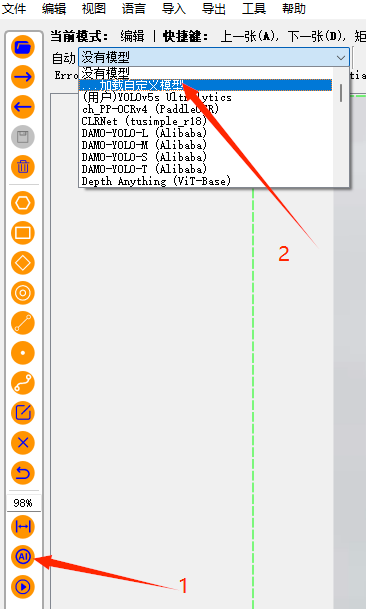 文件 编辑 视图 语言 导入 导出 工具 帮助
当前模式： 编辑 | 快捷键： 上一张(A), 下一张(D), 矩
自动 没有模型
Erro
没有模型
...加载自定义模型
(用户)YOLOv5s Ultralytics
ch_PP-OCRv4 (PaddleOCR)
CLRNet (tusimple_r18)
DAMO-YOLO-L (Alibaba)
DAMO-YOLO-M (Alibaba)
DAMO-YOLO-S (Alibaba)
DAMO-YOLO-T (Alibaba)
Depth Anything (ViT-Base)
2
98%
AI
1